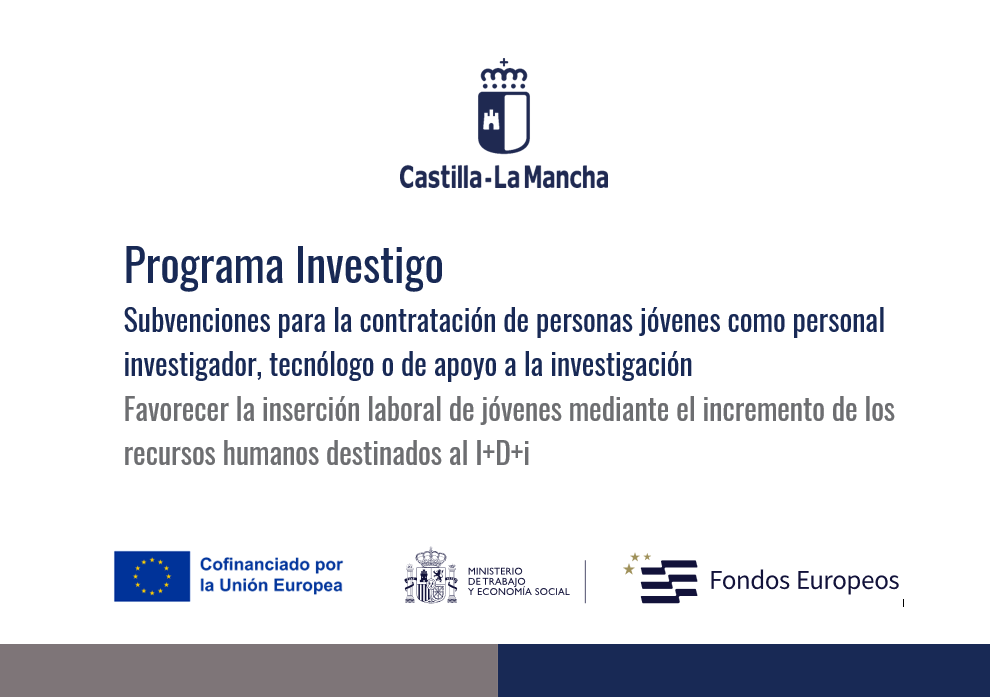 Castilla-La Mancha
Programa Investigo
Subvenciones para la contratación de personas jóvenes como personal
investigador, tecnólogo o de apoyo a la investigación
Favorecer la inserción laboral de jóvenes mediante el incremento de los
recursos humanos destinados al I+D+i
Cofinanciado por
la Unión Europea
MINISTERIO
DE TRABAJO
Y ECONOMÍA SOCIAL
Fondos Europeos